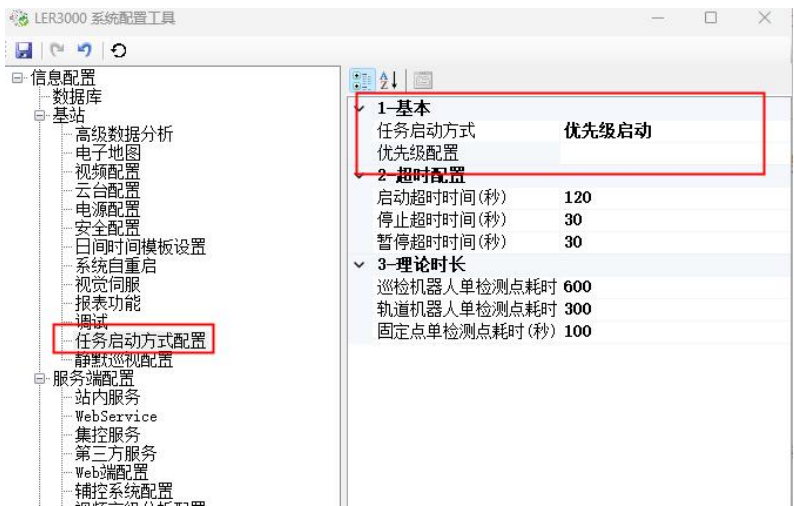 LER3000 系统配置工具
信息配置
数据库
基站
高级数据分析
电子地图
视频配置
云台配置
电源配置
安全配置
日间时间模板设置
系统自重启
视觉伺服
报表功能
调试
任务启动方式配置
静默巡视配置
服务端配置
站内服务
WebService
集控服务
第三方服务
Web端配置
辅控系统配置
视频高级分析配置
1-基本
任务启动方式 优先级启动
优先级配置
2-超时配置
启动超时时间(秒) 120
停止超时时间(秒) 30
暂停超时时间(秒) 30
3-理论时长
巡检机器人单检测点耗时 600
轨道机器人单检测点耗时 300
固定点单检测点耗时(秒) 100